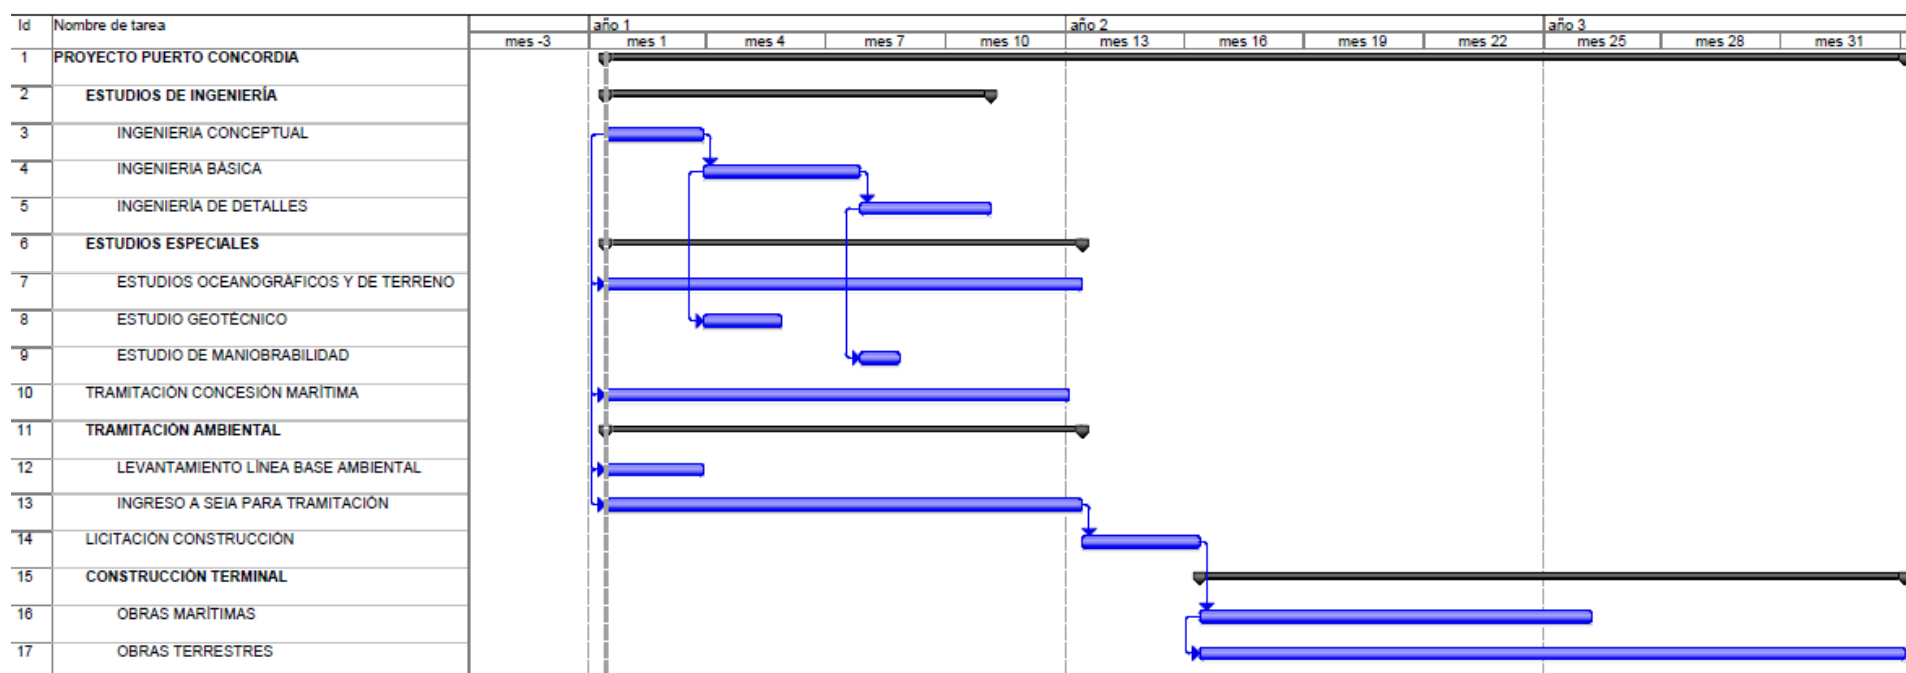 Id Nombre de tarea año 1 año 2 año 3
mes -3 mes 1 mes 4 mes 7 mes 10 mes 13 mes 16 mes 19 mes 22 mes 25 mes 28 mes 31
1 PROYECTO PUERTO CONCORDIA
2 ESTUDIOS DE INGENIERÍA
3 INGENIERIA CONCEPTUAL
4 INGENIERIA BÁSICA
5 INGENIERÍA DE DETALLES
6 ESTUDIOS ESPECIALES
7 ESTUDIOS OCEANOGRÁFICOS Y DE TERRENO
8 ESTUDIO GEOTÉCNICO
9 ESTUDIO DE MANIOBRABILIDAD
10 TRAMITACIÓN CONCESIÓN MARÍTIMA
11 TRAMITACIÓN AMBIENTAL
12 LEVANTAMIENTO LÍNEA BASE AMBIENTAL
13 INGRESO A SEIA PARA TRAMITACIÓN
14 LICITACIÓN CONSTRUCCIÓN
15 CONSTRUCCIÓN TERMINAL
16 OBRAS MARÍTIMAS
17 OBRAS TERRESTRES